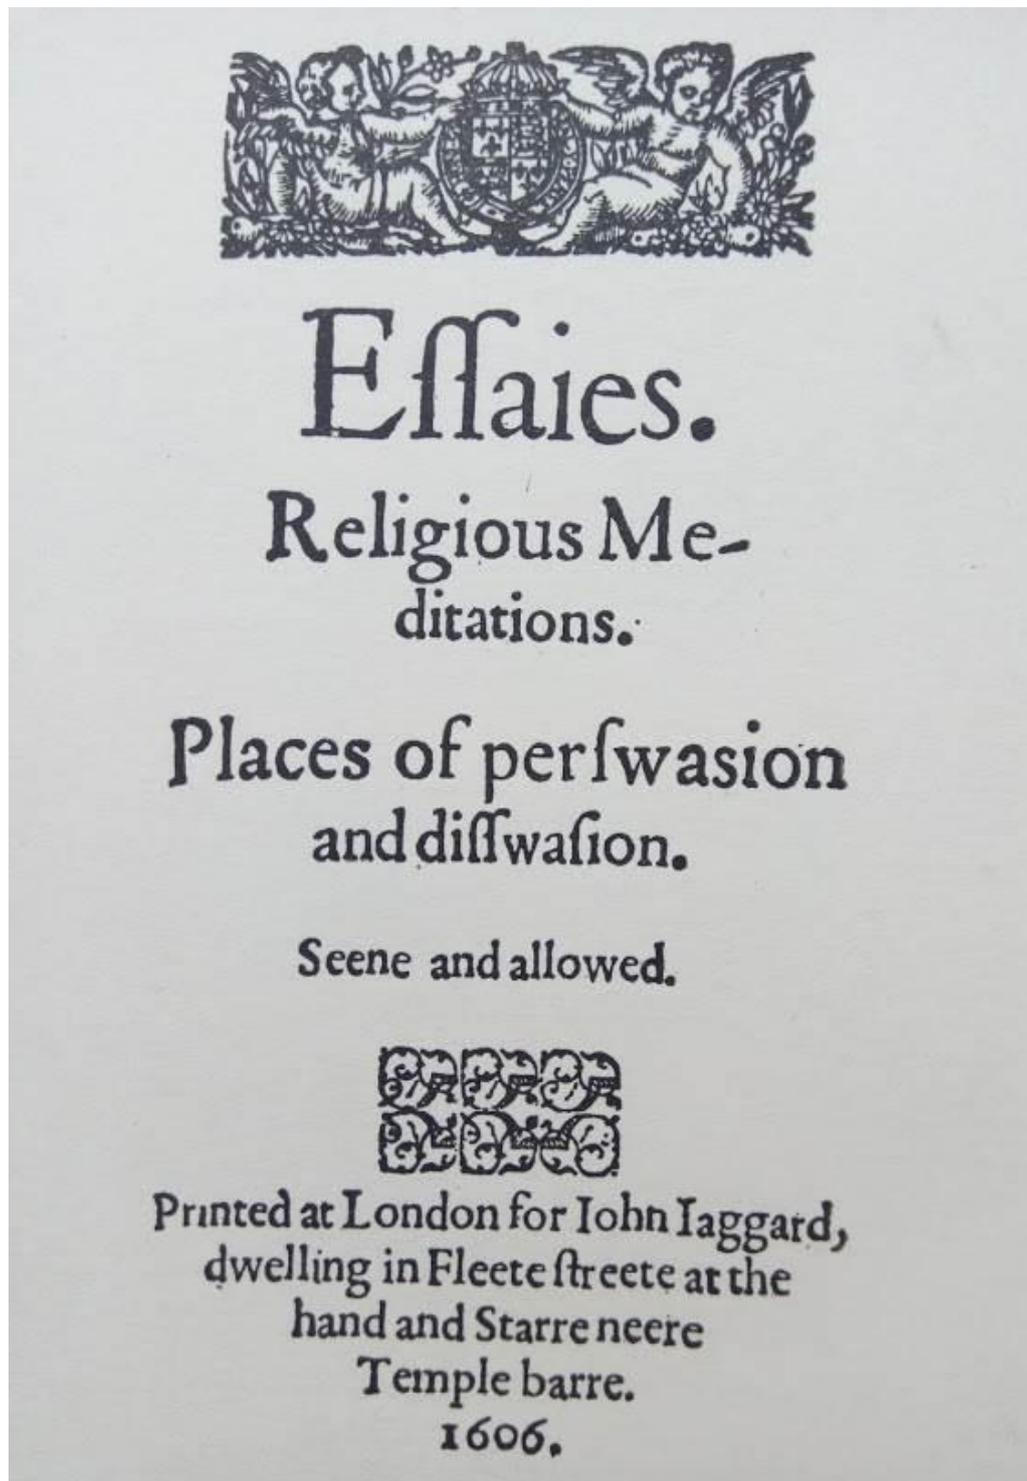 Eſſaies.
Religious Me-
ditations.
Places of perſwasion
and diſſwaſion.
Seene and allowed.
Printed at London for Iohn Iaggard,
dwelling in Fleete ſtreete at the
hand and Starre neere
Temple barre.
1606.